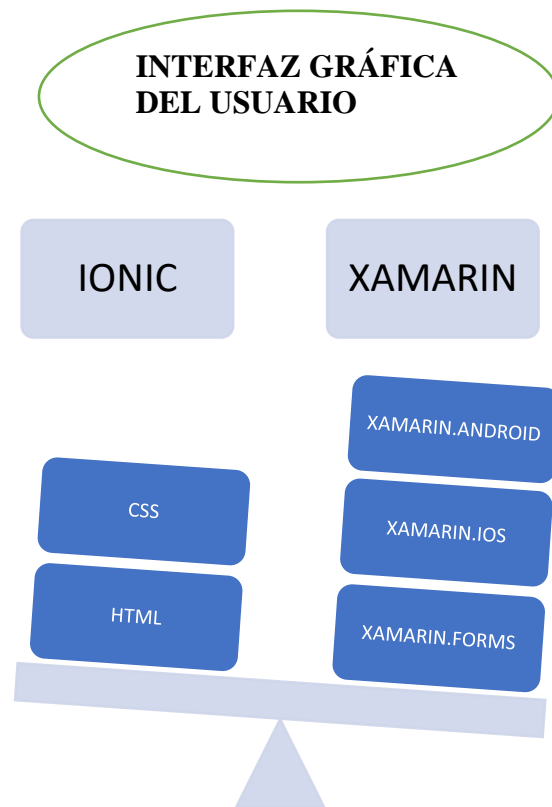 INTERFAZ GRÁFICA
DEL USUARIO
IONIC
XAMARIN
XAMARIN.ANDROID
CSS
XAMARIN.IOS
HTML
XAMARIN.FORMS